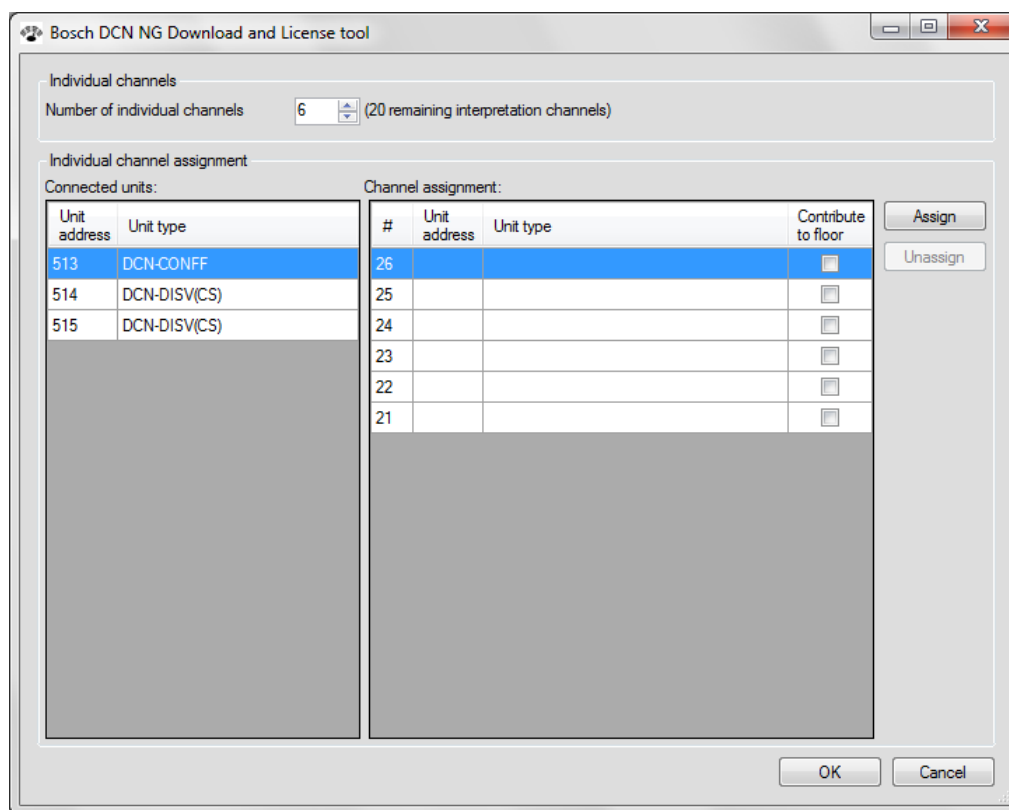 Bosch DCN NG Download and License tool
Individual channels
Number of individual channels 6 (20 remaining interpretation channels)
Individual channel assignment
Connected units:
Unit address Unit type
513 DCN-CONFF
514 DCN-DISV(CS)
515 DCN-DISV(CS)
Channel assignment:
# Unit address Unit type Contribute to floor
26
25
24
23
22
21
Assign
Unassign
OK Cancel